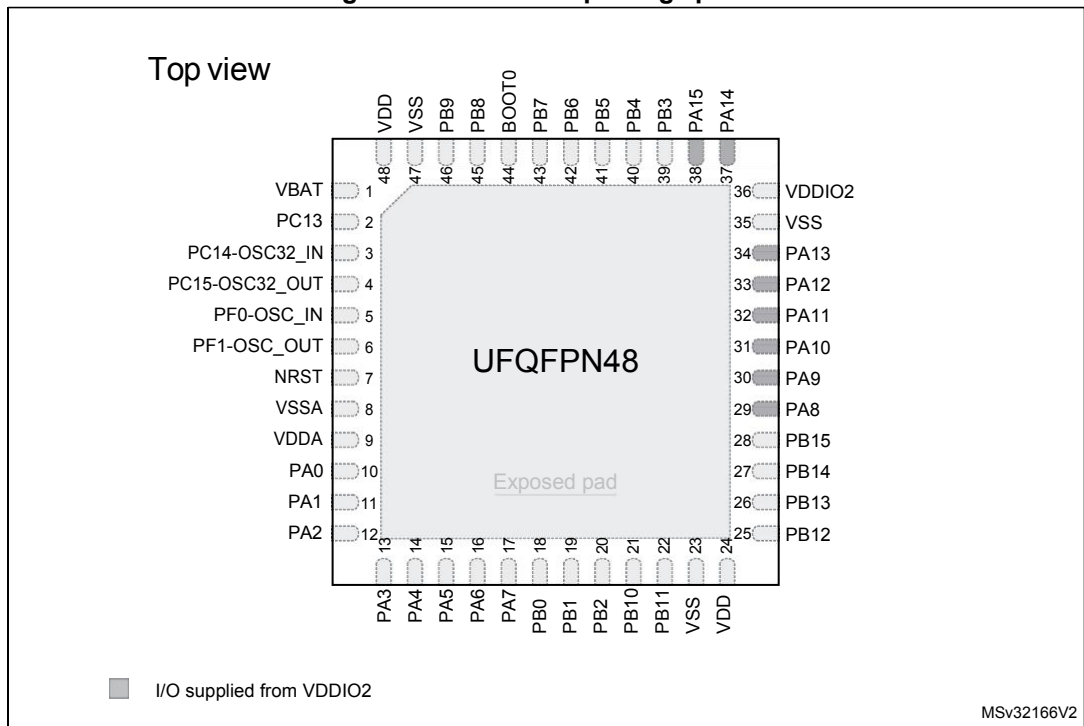 Top view
VDD
VSS
PB9
PB8
BOOT0
PB7
PB6
PB5
PB4
PB3
PA15
PA14
48
47
46
45
44
43
42
41
40
39
38
37
VBAT 1
PC13 2
PC14-OSC32_IN 3
PC15-OSC32_OUT 4
PF0-OSC_IN 5
PF1-OSC_OUT 6
NRST 7
VSSA 8
VDDA 9
PA0 10
PA1 11
PA2 12
UFQFPN48
Exposed pad
36 VDDIO2
35 VSS
34 PA13
33 PA12
32 PA11
31 PA10
30 PA9
29 PA8
28 PB15
27 PB14
26 PB13
25 PB12
13
14
15
16
17
18
19
20
21
22
23
24
PA3
PA4
PA5
PA6
PA7
PB0
PB1
PB2
PB10
PB11
VSS
VDD
I/O supplied from VDDIO2
MSv32166V2